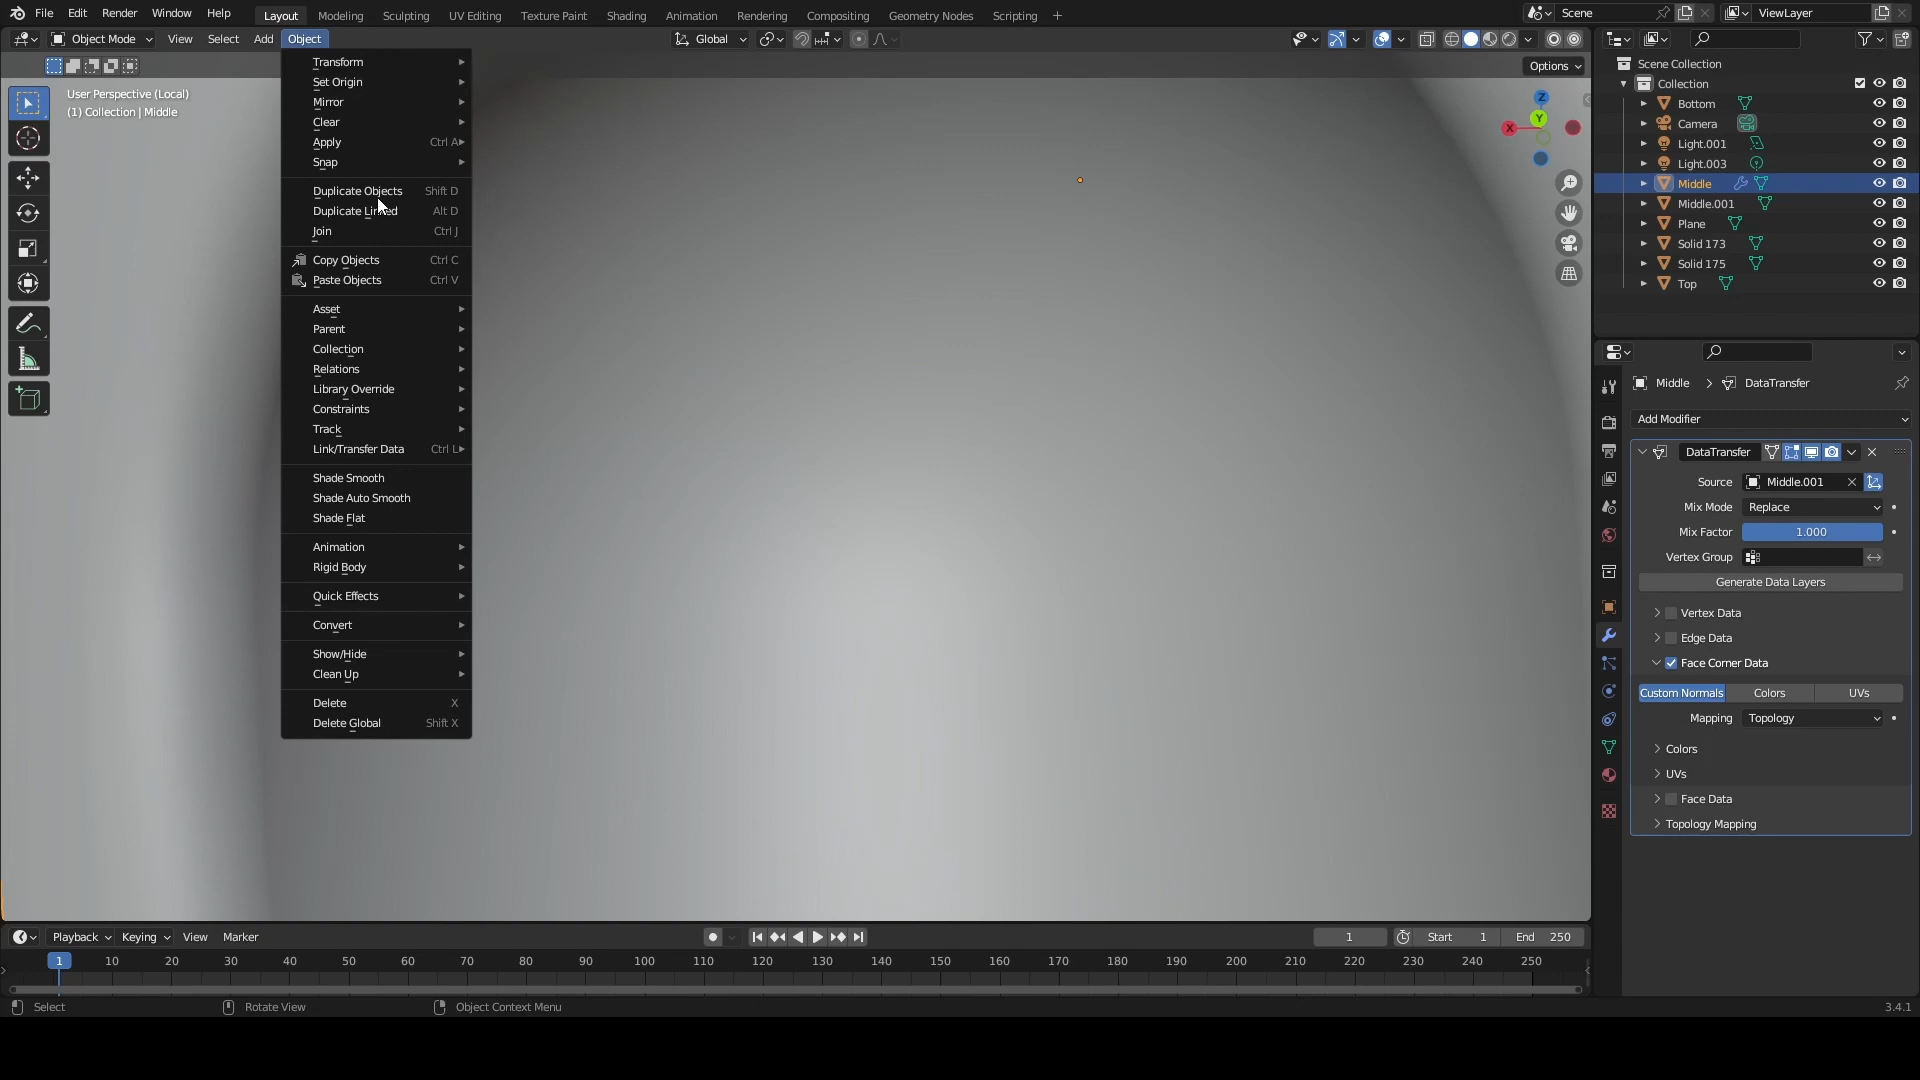 File Edit Render Window Help Layout Modeling Sculpting UV Editing Texture Paint Shading Animation Rendering Compositing Geometry Nodes Scripting + Scene ViewLayer
Object Mode View Select Add Object Global
Options
User Perspective (Local)
(1) Collection | Middle
Transform
Set Origin
Mirror
Clear
Apply Ctrl A
Snap
Duplicate Objects Shift D
Duplicate Linked Alt D
Join Ctrl J
Copy Objects Ctrl C
Paste Objects Ctrl V
Asset
Parent
Collection
Relations
Library Override
Constraints
Track
Link/Transfer Data Ctrl L
Shade Smooth
Shade Auto Smooth
Shade Flat
Animation
Rigid Body
Quick Effects
Convert
Show/Hide
Clean Up
Delete X
Delete Global Shift X
Z
Y
X
Scene Collection
Collection
Bottom
Camera
Light.001
Light.003
Middle
Middle.001
Plane
Solid 173
Solid 175
Top
Middle > DataTransfer
Add Modifier
DataTransfer
Source Middle.001
Mix Mode Replace
Mix Factor 1.000
Vertex Group
Generate Data Layers
Vertex Data
Edge Data
Face Corner Data
Custom Normals Colors UVs
Mapping Topology
Colors
UVs
Face Data
Topology Mapping
Playback Keying View Marker 1 Start 1 End 250
1 10 20 30 40 50 60 70 80 90 100 110 120 130 140 150 160 170 180 190 200 210 220 230 240 250
Select Rotate View Object Context Menu 3.4.1